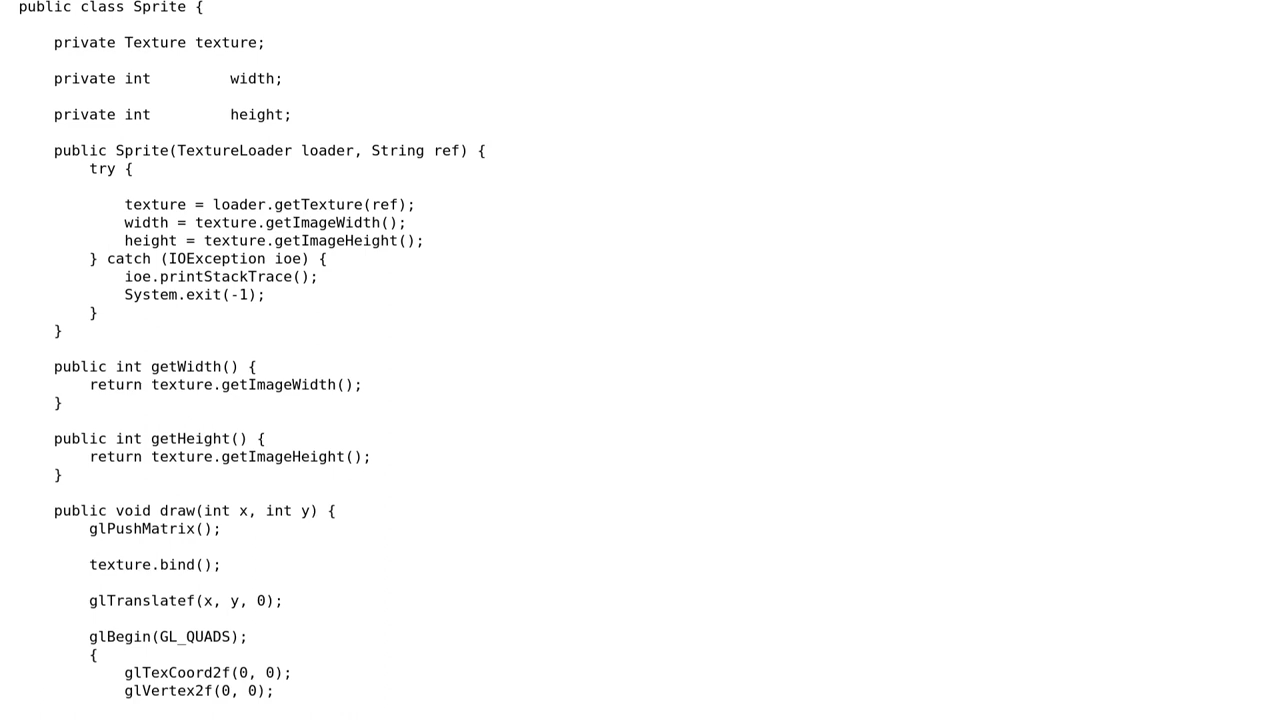 public class Sprite {
    private Texture texture;
    private int         width;
    private int         height;
    public Sprite(TextureLoader loader, String ref) {
        try {
            texture = loader.getTexture(ref);
            width = texture.getImageWidth();
            height = texture.getImageHeight();
        } catch (IOException ioe) {
            ioe.printStackTrace();
            System.exit(-1);
        }
    }
    public int getWidth() {
        return texture.getImageWidth();
    }
    public int getHeight() {
        return texture.getImageHeight();
    }
    public void draw(int x, int y) {
        glPushMatrix();
        texture.bind();
        glTranslatef(x, y, 0);
        glBegin(GL_QUADS);
        {
            glTexCoord2f(0, 0);
            glVertex2f(0, 0);